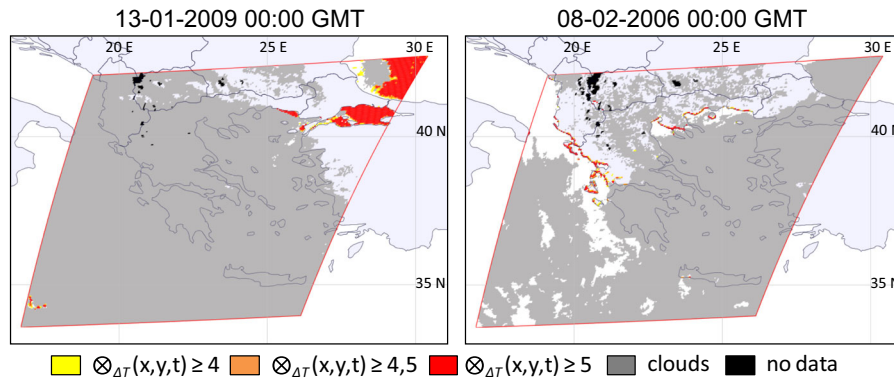 13-01-2009 00:00 GMT
08-02-2006 00:00 GMT
20 E 25 E 30 E
20 E 25 E 30 E
40 N
40 N
35 N
35 N
⊗ΔT(x,y,t) ≥ 4 ⊗ΔT(x,y,t) ≥ 4,5 ⊗ΔT(x,y,t) ≥ 5 clouds no data